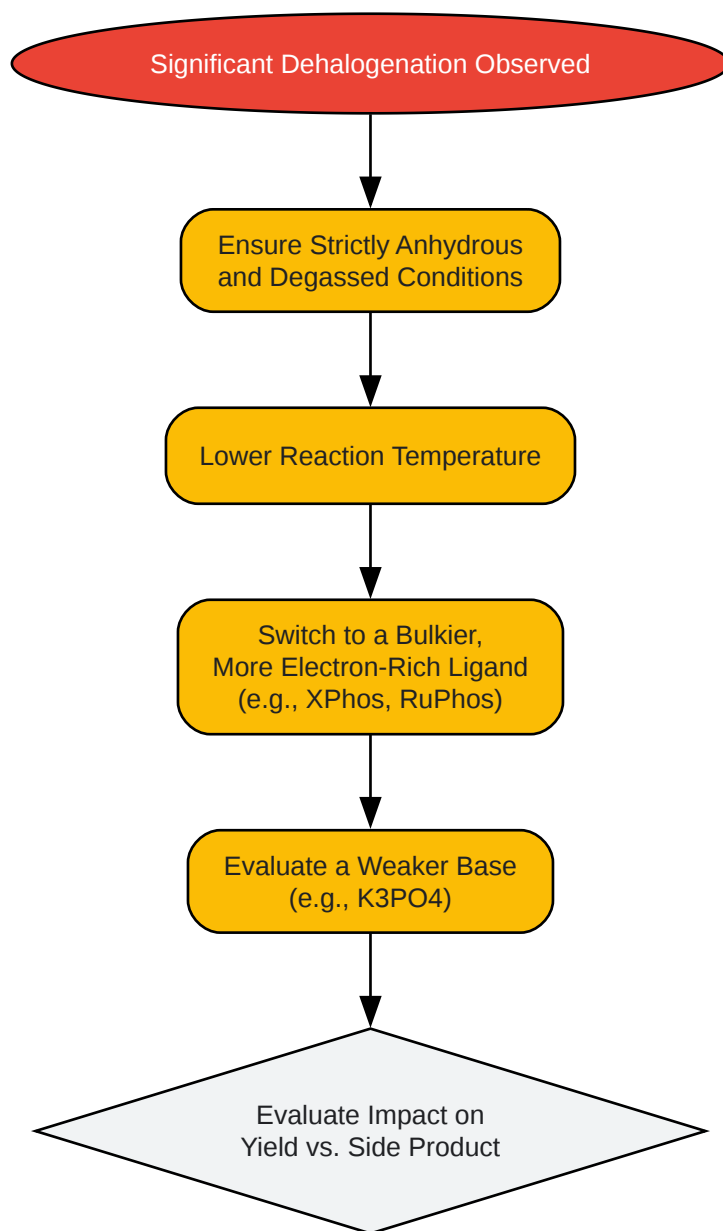 Significant Dehalogenation Observed
Ensure Strictly Anhydrous
and Degassed Conditions
Lower Reaction Temperature
Switch to a Bulkier,
More Electron-Rich Ligand
(e.g., XPhos, RuPhos)
Evaluate a Weaker Base
(e.g., K3PO4)
Evaluate Impact on
Yield vs. Side Product